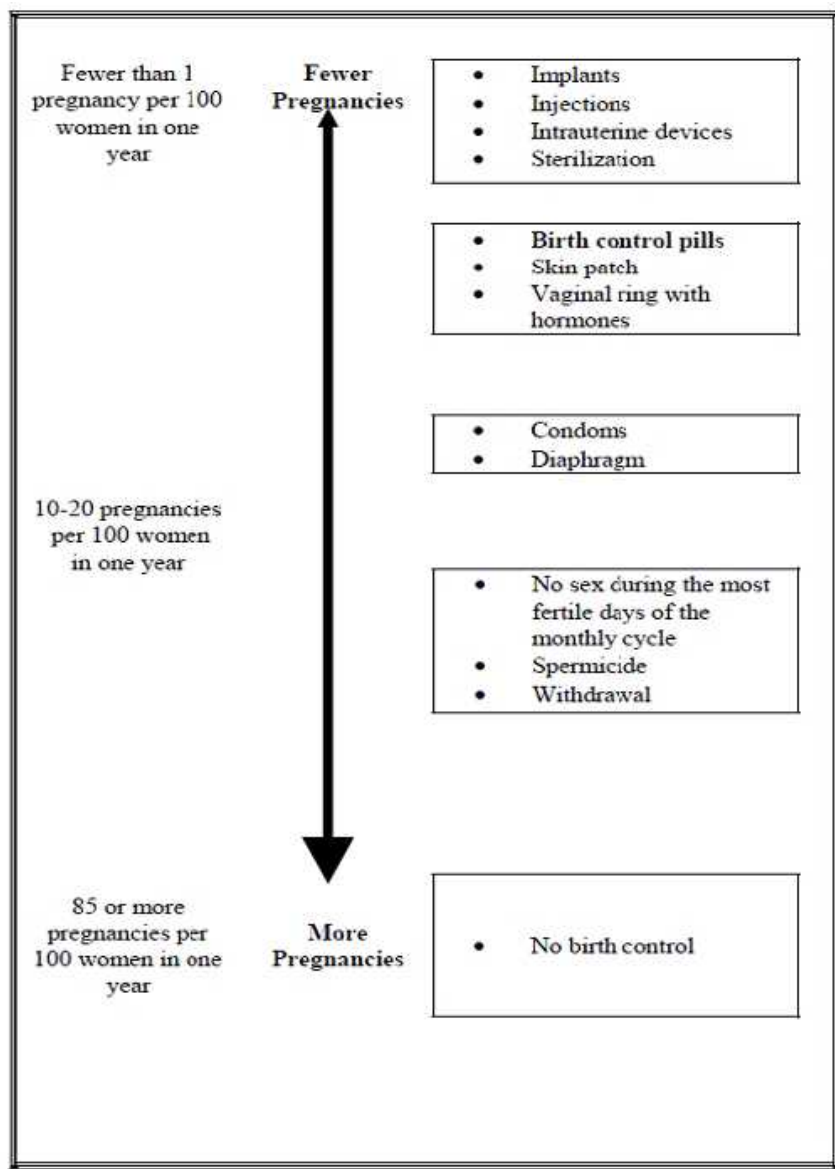 Fewer than 1
pregnancy per 100
women in one
year
Fewer
Pregnancies
• Implants
• Injections
• Intrauterine devices
• Sterilization
• Birth control pills
• Skin patch
• Vaginal ring with
hormones
• Condoms
• Diaphragm
10-20 pregnancies
per 100 women
in one year
• No sex during the most
fertile days of the
monthly cycle
• Spermicide
• Withdrawal
85 or more
pregnancies per
100 women in one
year
More
Pregnancies
• No birth control